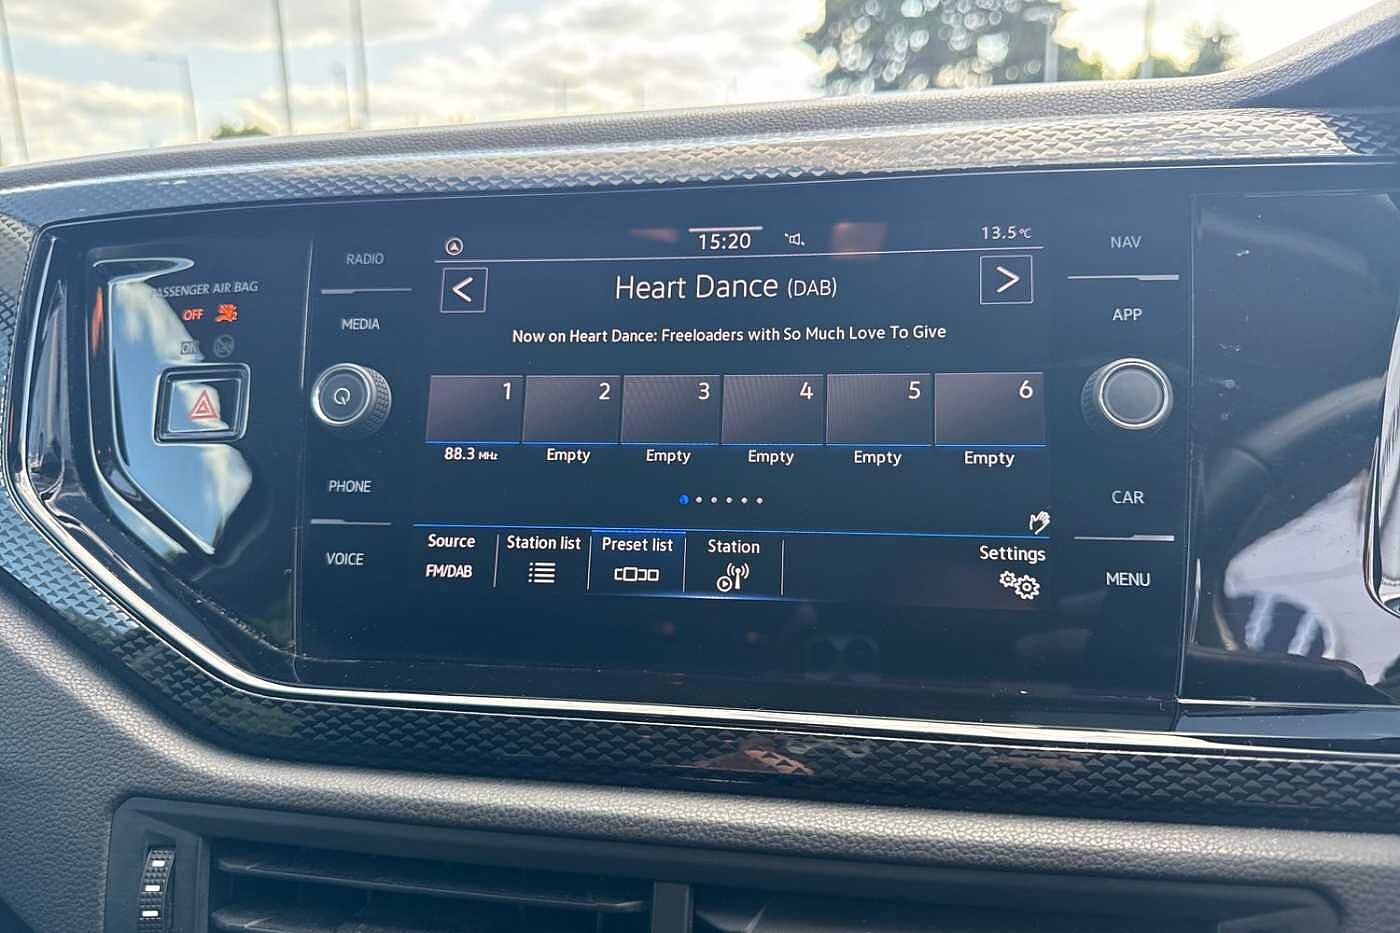 PASSENGER AIR BAG
OFF
ON
RADIO
MEDIA
PHONE
VOICE
15:20
13.5°C
Heart Dance (DAB)
Now on Heart Dance: Freeloaders with So Much Love To Give
1 2 3 4 5 6
88.3 MHz Empty Empty Empty Empty Empty
Source Station list Preset list Station Settings
FM/DAB
NAV
APP
CAR
MENU